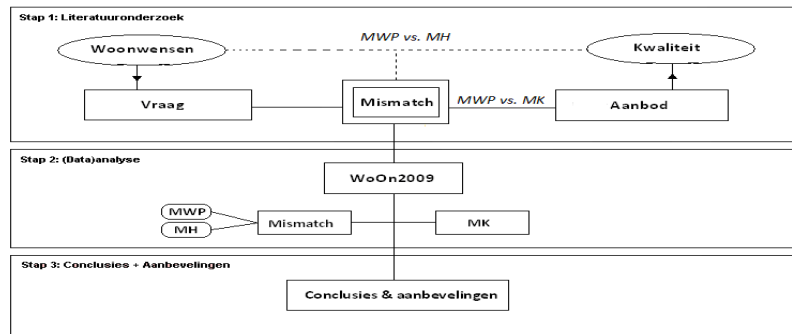 Stap 1: Literatuuronderzoek
Woonwensen
MWP vs. MH
Kwaliteit
Vraag
Mismatch
MWP vs. MK
Aanbod
Stap 2: (Data)analyse
WoOn2009
MWP
MH
Mismatch
MK
Stap 3: Conclusies + Aanbevelingen
Conclusies & aanbevelingen